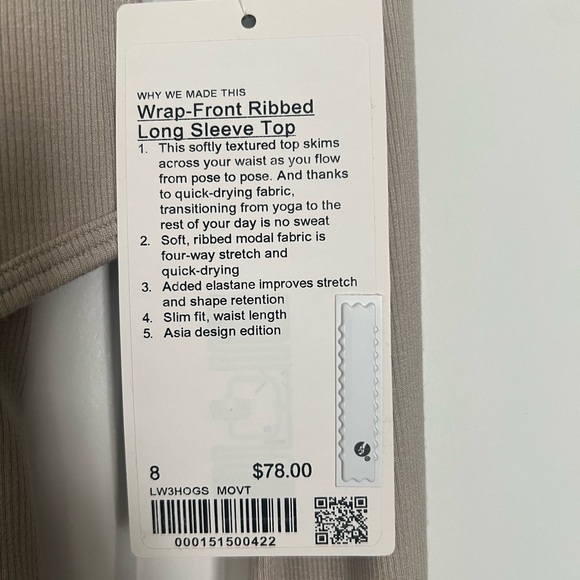 WHY WE MADE THIS
Wrap-Front Ribbed
Long Sleeve Top
1. This softly textured top skims
across your waist as you flow
from pose to pose. And thanks
to quick-drying fabric,
transitioning from yoga to the
rest of your day is no sweat
2. Soft, ribbed modal fabric is
four-way stretch and
quick-drying
3. Added elastane improves stretch
and shape retention
4. Slim fit, waist length
5. Asia design edition
8 $78.00
LW3HOGS MOVT
000151500422